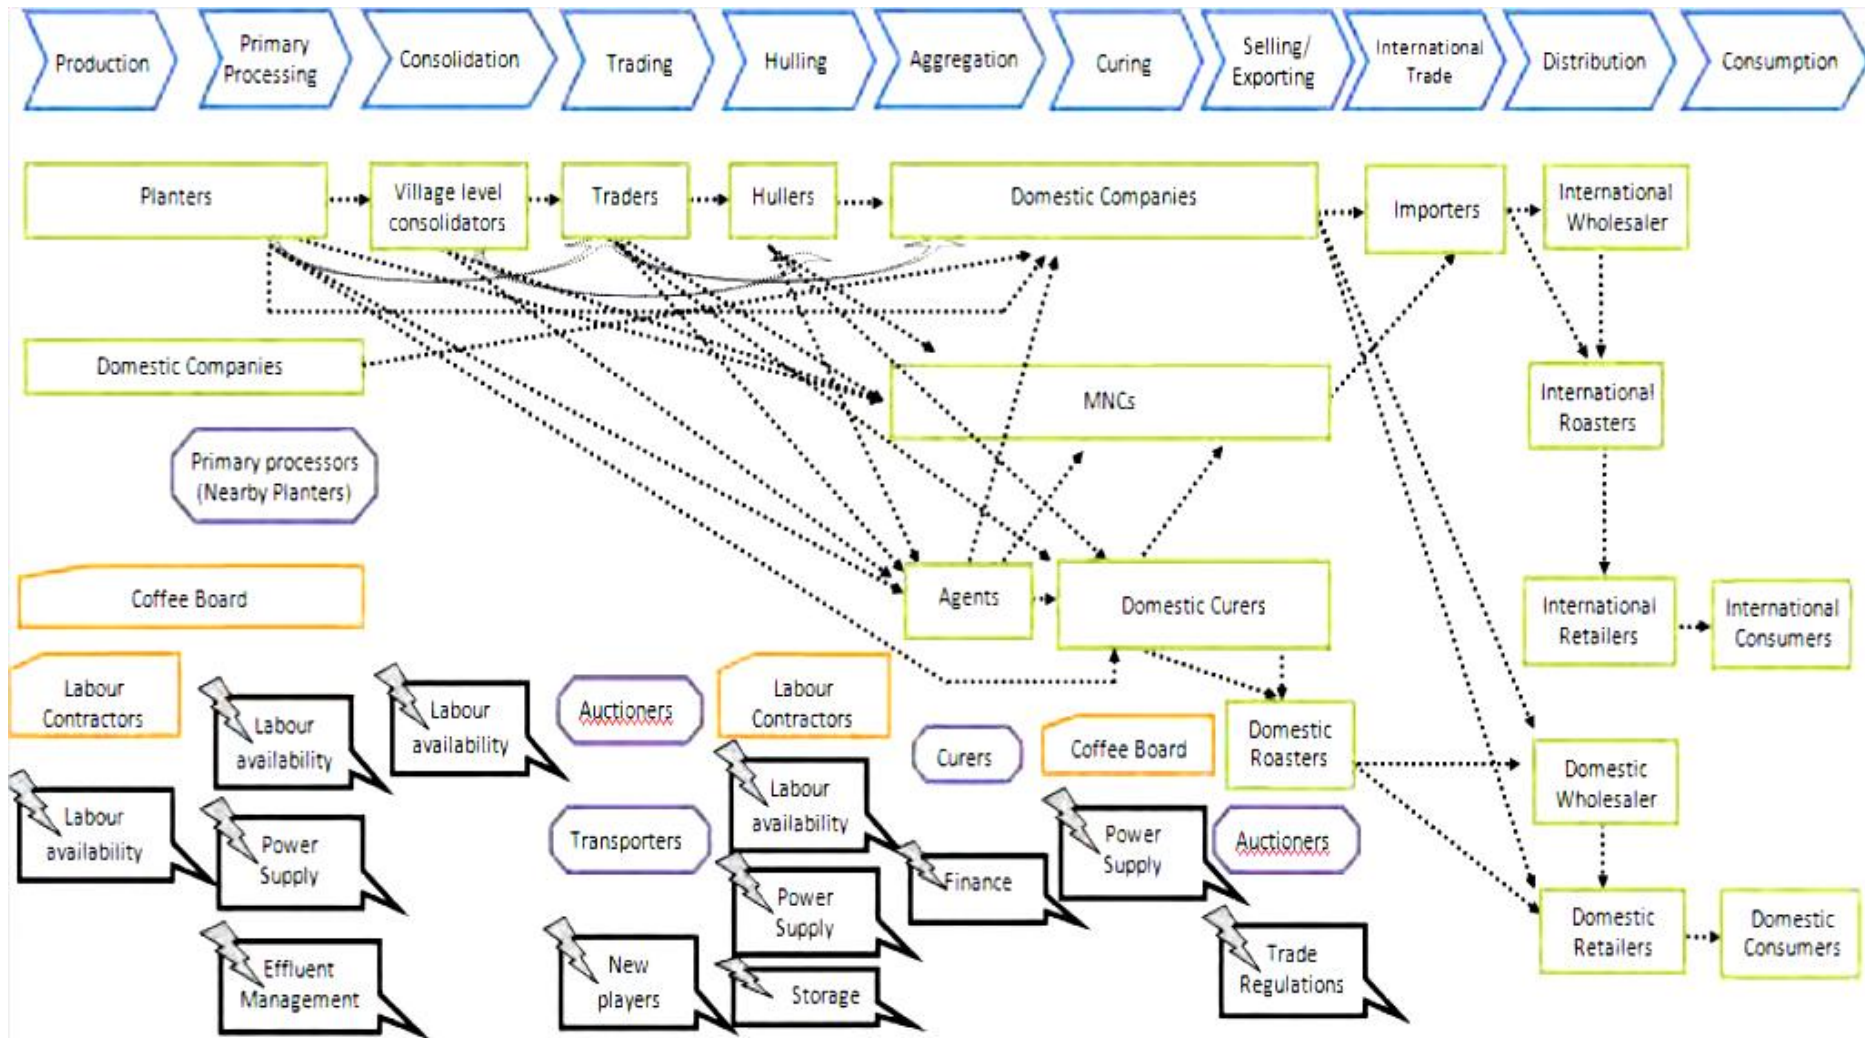 Production
Primary
Processing
Consolidation
Trading
Hulling
Aggregation
Curing
Selling/
Exporting
International
Trade
Distribution
Consumption
Planters
Village level
consolidators
Traders
Hullers
Domestic Companies
Importers
International
Wholesaler
Domestic Companies
MNCs
International
Roasters
Primary processors
(Nearby Planters)
Coffee Board
Agents
Domestic Curers
International
Retailers
International
Consumers
Labour
Contractors
Labour
availability
Labour
availability
Auctioners
Labour
Contractors
Curers
Coffee Board
Domestic
Roasters
Domestic
Wholesaler
Labour
availability
Power
Supply
Transporters
Labour
availability
Finance
Power
Supply
Auctioners
Effluent
Management
New
players
Power
Supply
Storage
Trade
Regulations
Domestic
Retailers
Domestic
Consumers